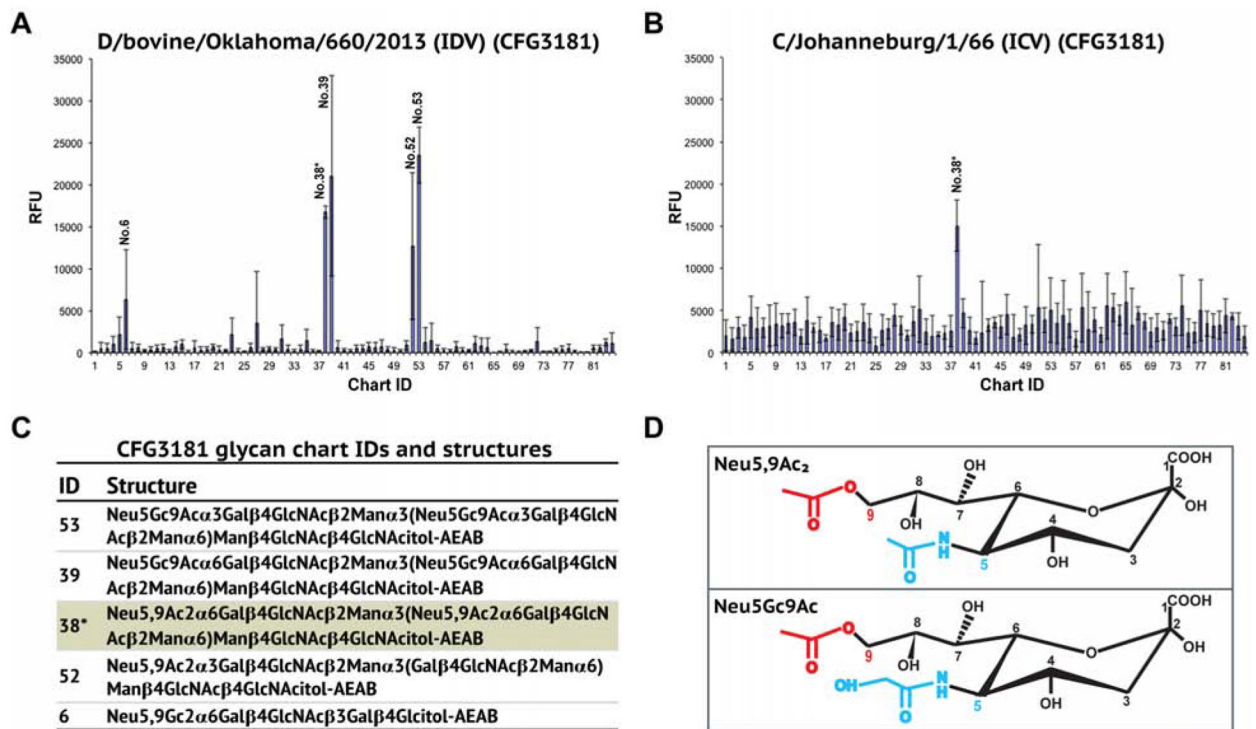 A
D/bovine/Oklahoma/660/2013 (IDV) (CFG3181)
35000
30000
25000
20000
15000
10000
5000
0
RFU
No.6
No.38*
No.39
No.52
No.53
1 5 9 13 17 21 25 29 33 37 41 45 49 53 57 61 65 69 73 77 81
Chart ID
B
C/Johanneburg/1/66 (ICV) (CFG3181)
35000
30000
25000
20000
15000
10000
5000
0
RFU
No.38*
1 5 9 13 17 21 25 29 33 37 41 45 49 53 57 61 65 69 73 77 81
Chart ID
C
CFG3181 glycan chart IDs and structures
ID Structure
53 Neu5Gc9Acα3Galβ4GlcNAcβ2Manα3(Neu5Gc9Acα3Galβ4GlcN
Acβ2Manα6)Manβ4GlcNAcβ4GlcNAcitol-AEAB
39 Neu5Gc9Acα6Galβ4GlcNAcβ2Manα3(Neu5Gc9Acα6Galβ4GlcN
Acβ2Manα6)Manβ4GlcNAcβ4GlcNAcitol-AEAB
38* Neu5,9Ac2α6Galβ4GlcNAcβ2Manα3(Neu5,9Ac2α6Galβ4GlcN
Acβ2Manα6)Manβ4GlcNAcβ4GlcNAcitol-AEAB
52 Neu5,9Ac2α3Galβ4GlcNAcβ2Manα3(Galβ4GlcNAcβ2Manα6)
Manβ4GlcNAcβ4GlcNAcitol-AEAB
6 Neu5,9Gc2α6Galβ4GlcNAcβ3Galβ4Glcitol-AEAB
D
Neu5,9Ac₂
OH
1 COOH
O 8 6 2
9 7 O OH
O OH 4
N
H
O 5 OH 3
Neu5Gc9Ac
OH
1 COOH
O 8 6 2
9 7 O OH
O OH 4
OH N
H
O 5 OH 3